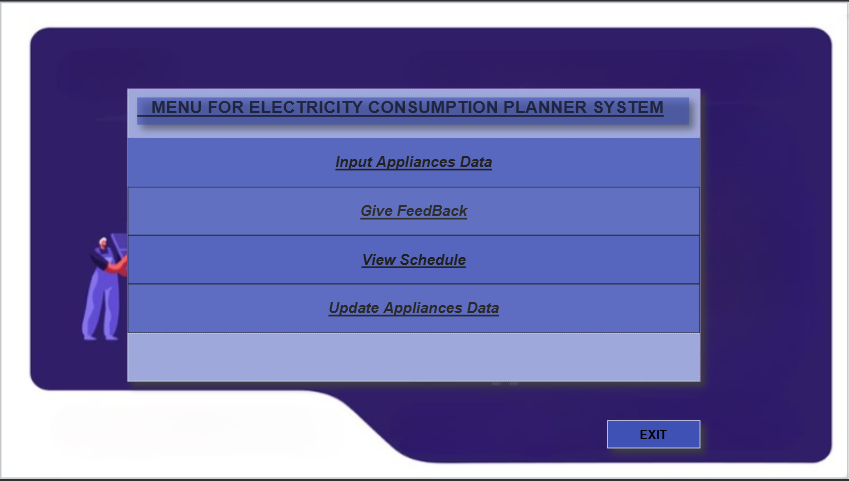 MENU FOR ELECTRICITY CONSUMPTION PLANNER SYSTEM
Input Appliances Data
Give FeedBack
View Schedule
Update Appliances Data
EXIT